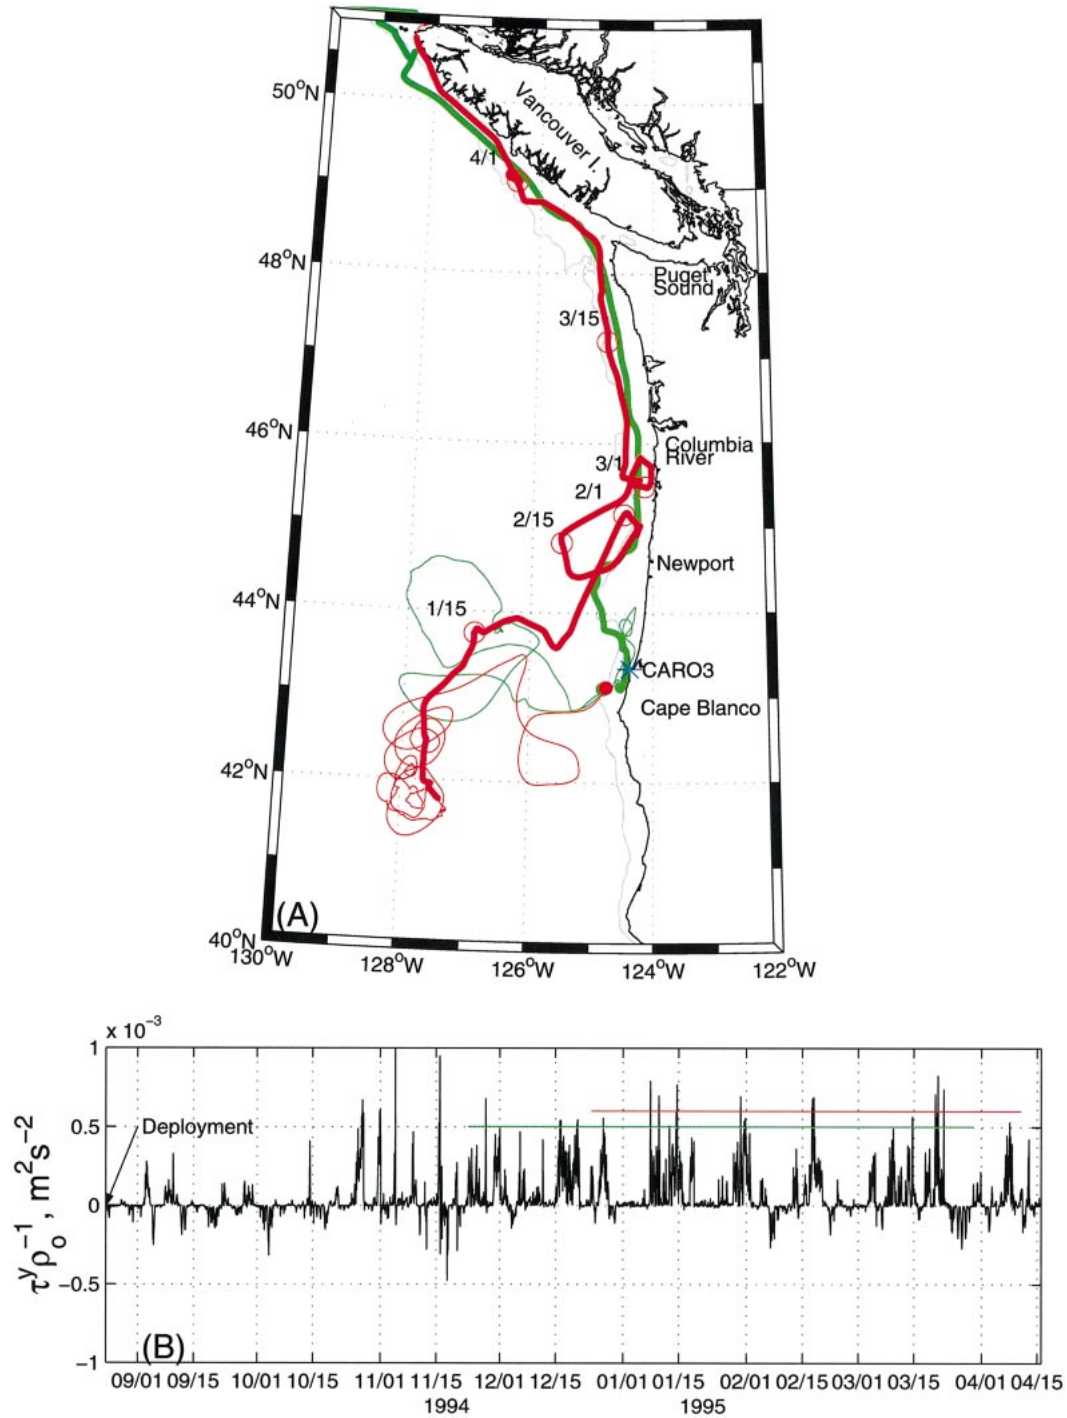 50°N
Vancouver I.
4/1
48°N
Puget
Sound
3/15
46°N
Columbia
River
3/1
2/1
2/15
Newport
44°N
1/15
CARO3
Cape Blanco
42°N
(A)
40°N
130°W 128°W 126°W 124°W 122°W
x 10⁻³
1
0.5
0
−0.5
−1
τʸρₒ⁻¹, m²s⁻²
Deployment
(B)
09/01 09/15 10/01 10/15 11/01 11/15 12/01 12/15 01/01 01/15 02/01 02/15 03/01 03/15 04/01 04/15
1994 1995